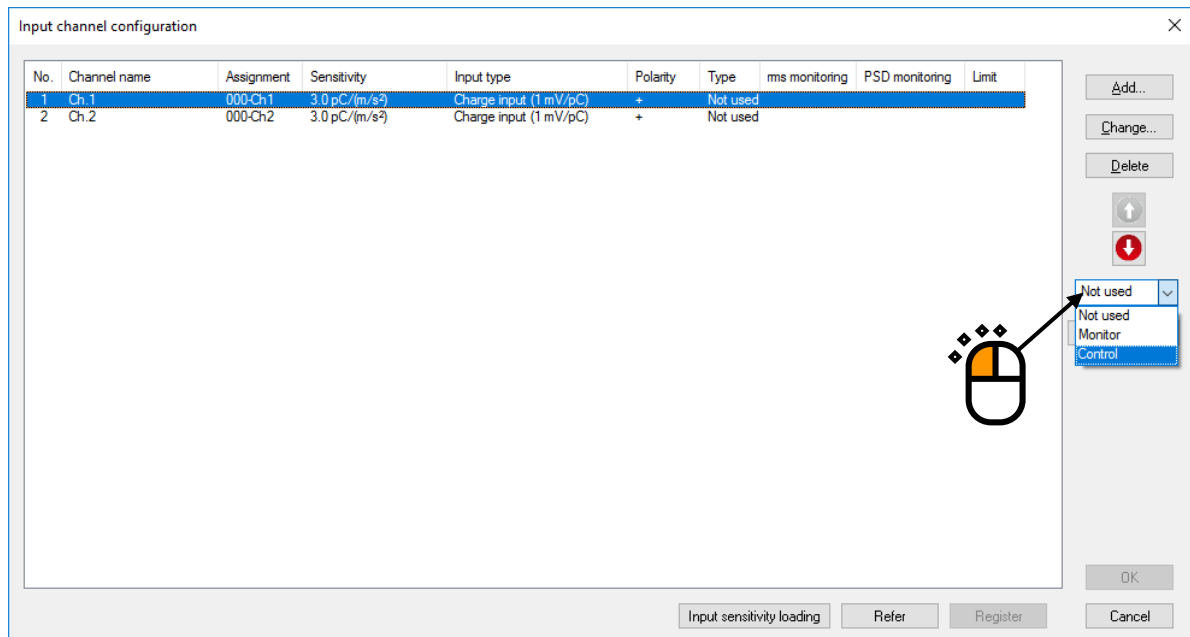 Input channel configuration
No. Channel name Assignment Sensitivity Input type Polarity Type rms monitoring PSD monitoring Limit
1 Ch.1 000-Ch1 3.0 pC/(m/s²) Charge input (1 mV/pC) + Not used
2 Ch.2 000-Ch2 3.0 pC/(m/s²) Charge input (1 mV/pC) + Not used
Add...
Change...
Delete
Not used
Not used
Monitor
Control
OK
Input sensitivity loading Refer Register Cancel